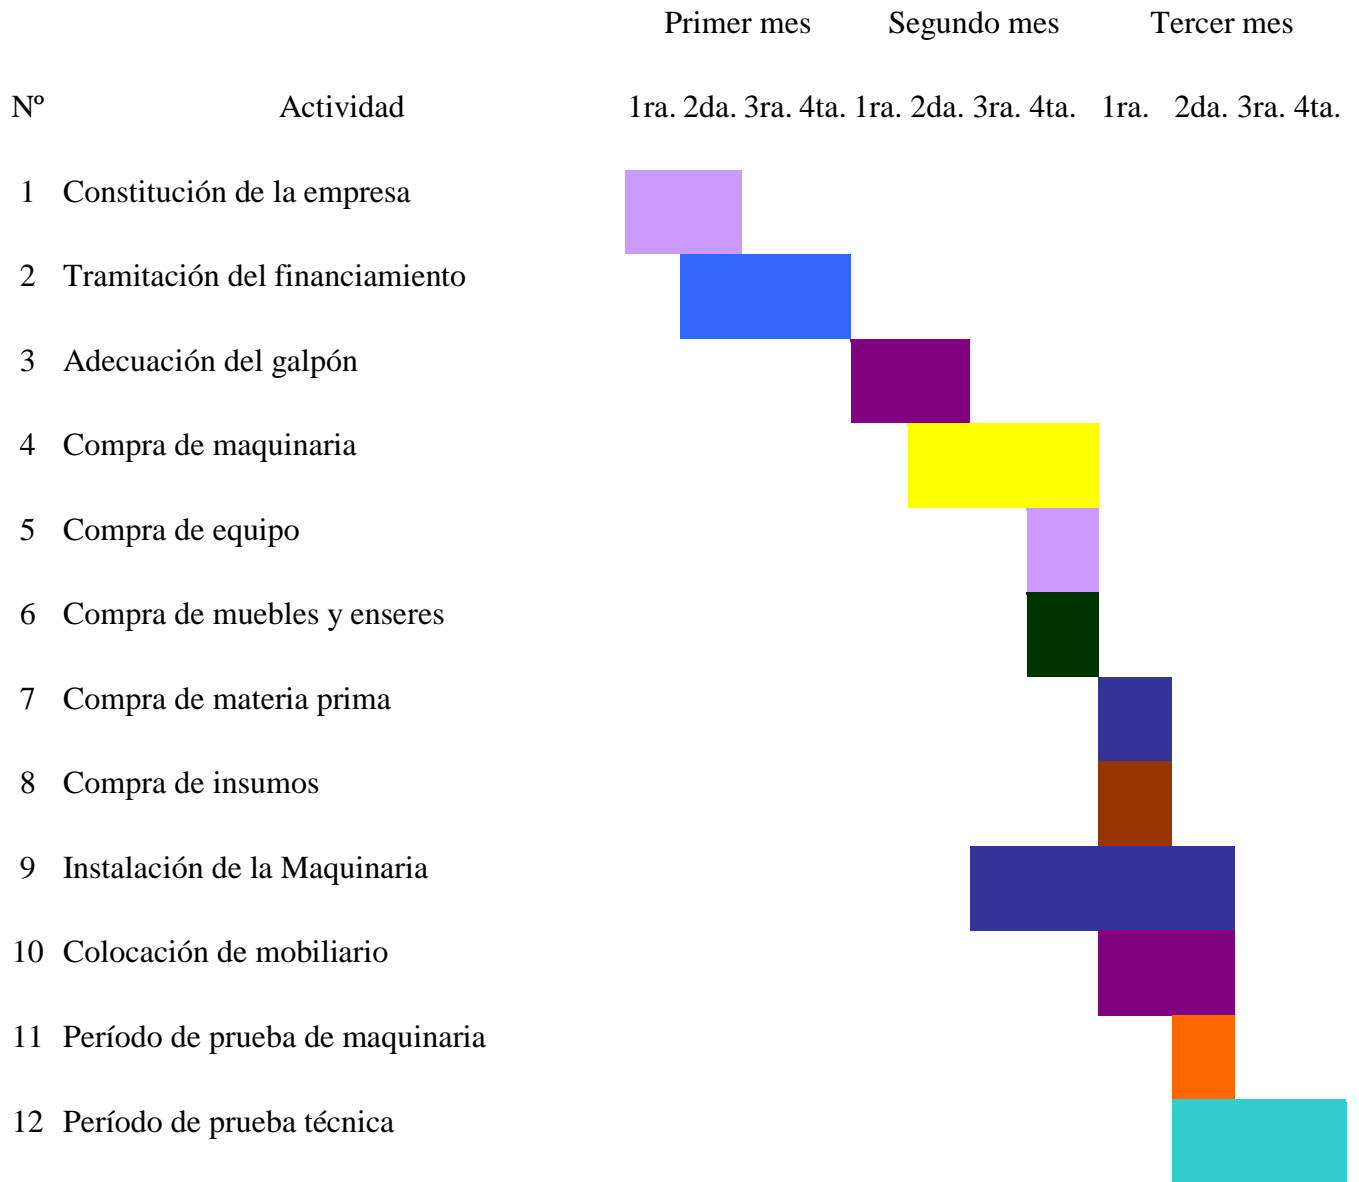 Primer mes Segundo mes Tercer mes
Nº Actividad 1ra. 2da. 3ra. 4ta. 1ra. 2da. 3ra. 4ta. 1ra. 2da. 3ra. 4ta.
1 Constitución de la empresa
2 Tramitación del financiamiento
3 Adecuación del galpón
4 Compra de maquinaria
5 Compra de equipo
6 Compra de muebles y enseres
7 Compra de materia prima
8 Compra de insumos
9 Instalación de la Maquinaria
10 Colocación de mobiliario
11 Período de prueba de maquinaria
12 Período de prueba técnica